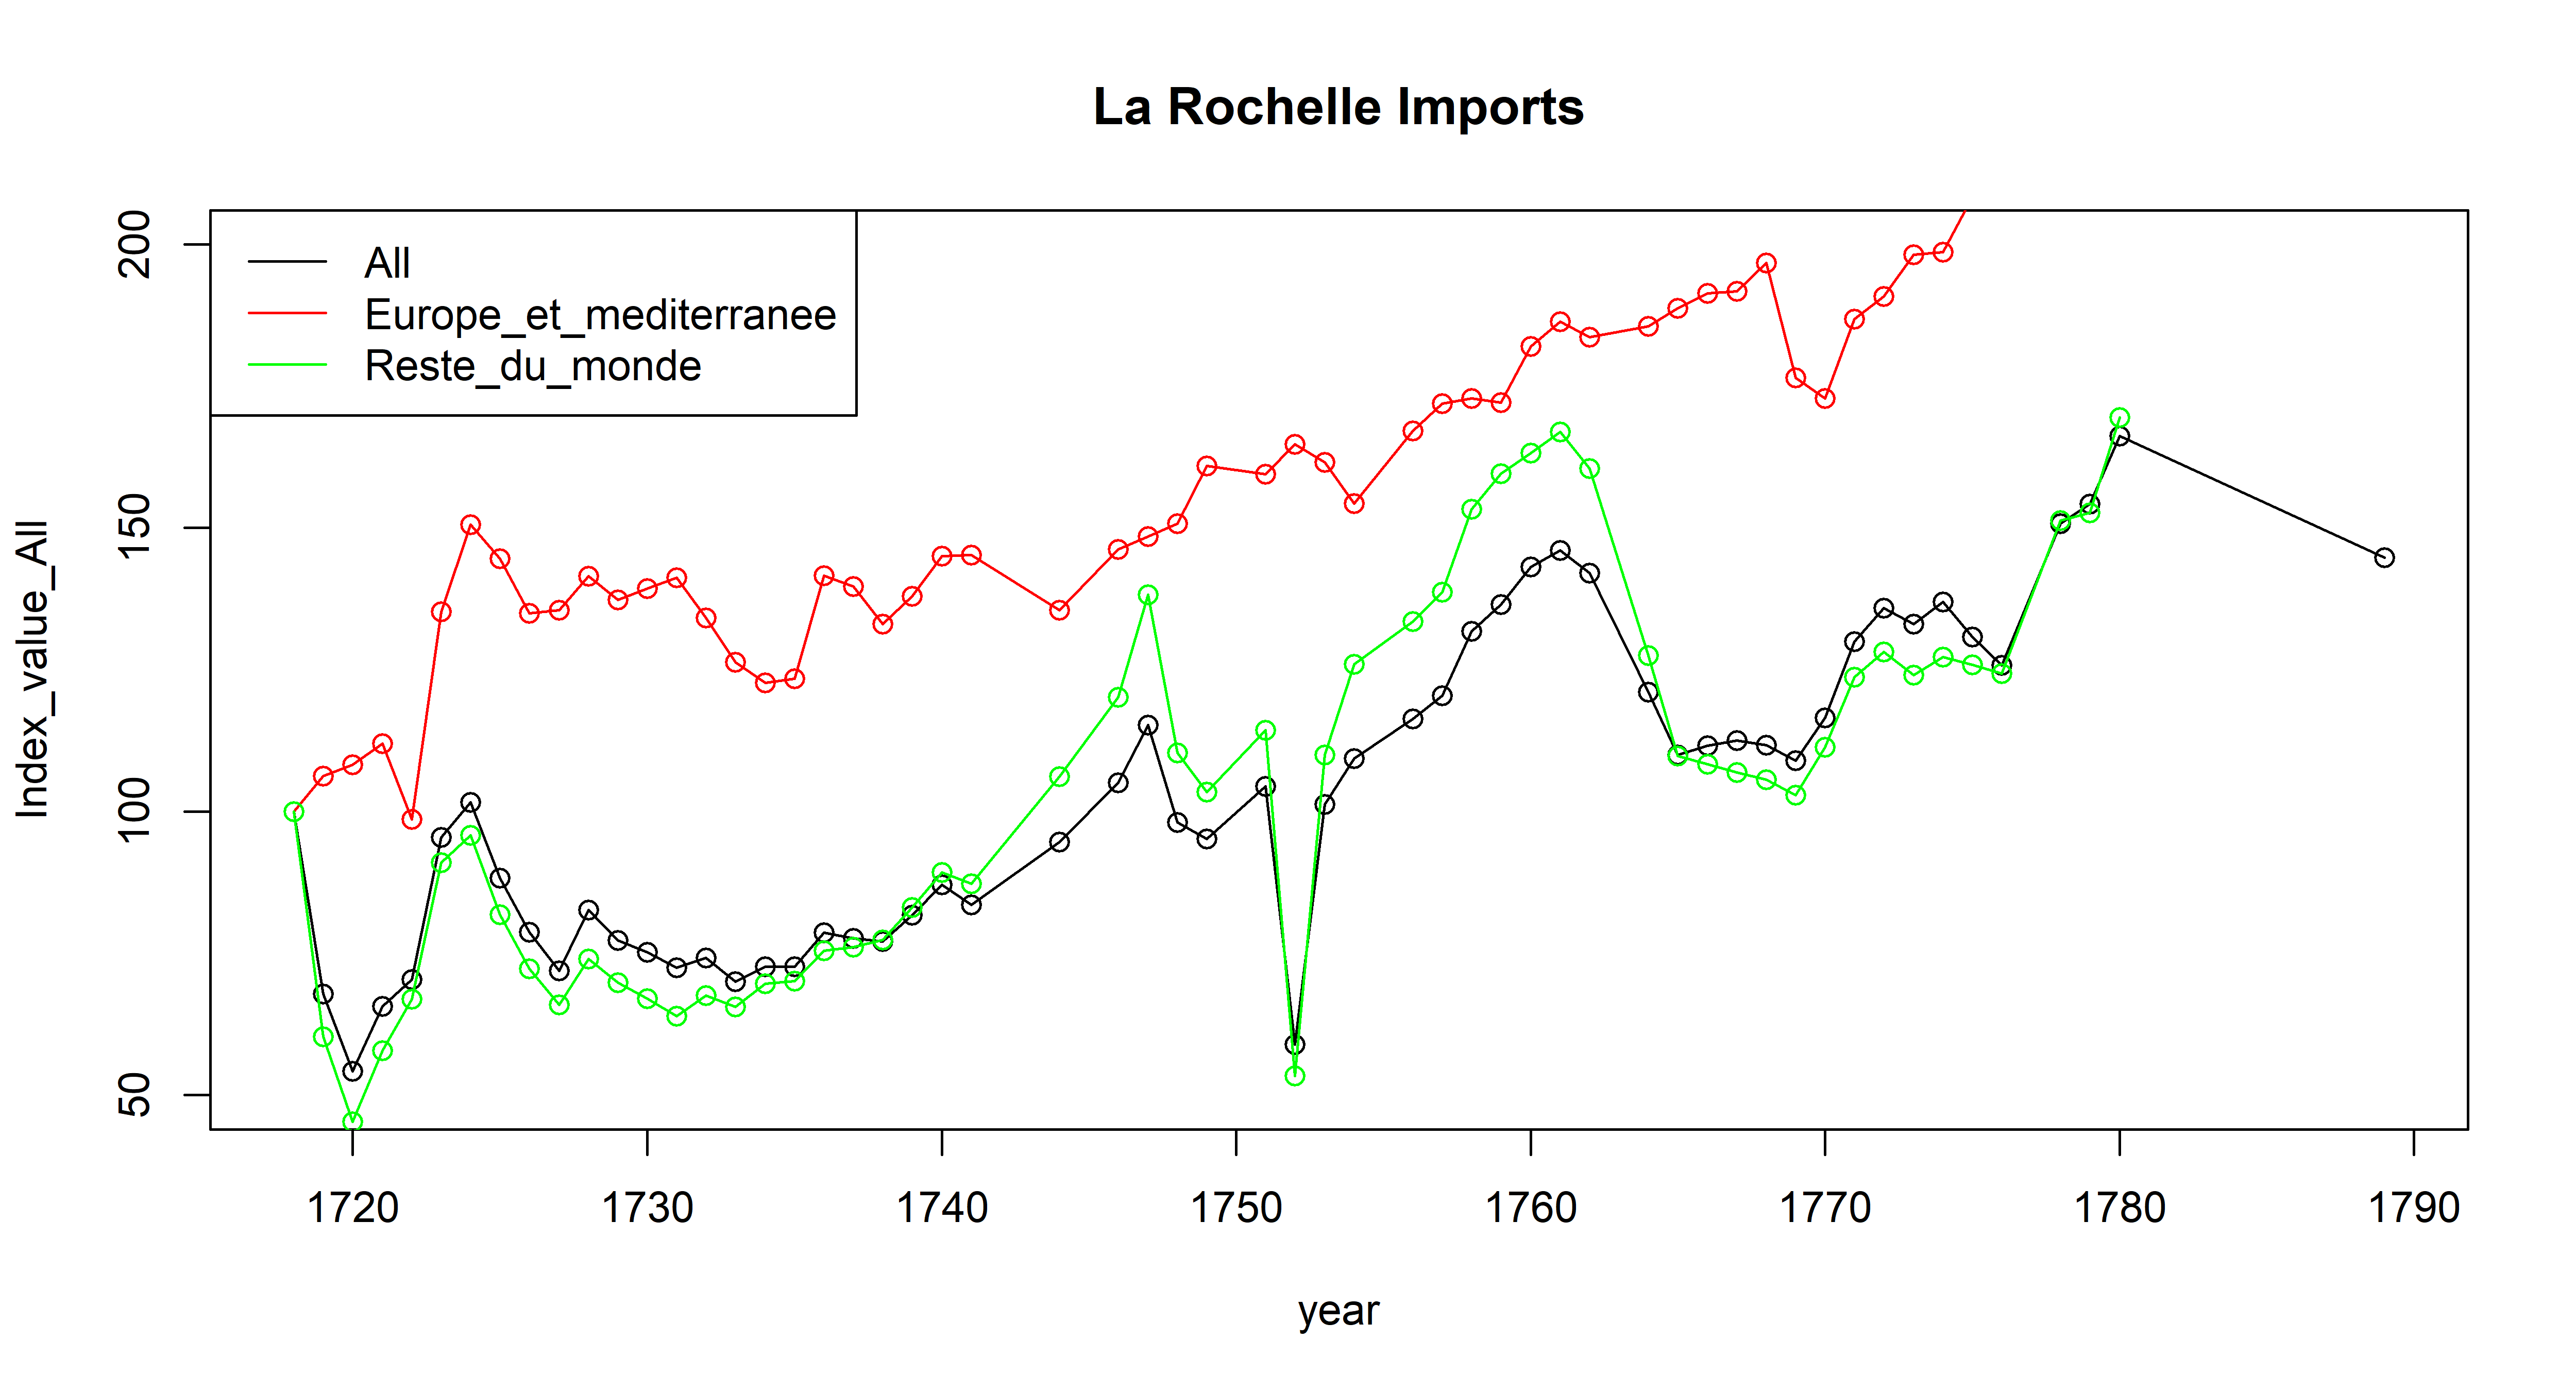 La Rochelle Imports
All
Europe_et_mediterranee
Reste_du_monde
Index_value_All
200
150
100
50
1720 1730 1740 1750 1760 1770 1780 1790
year